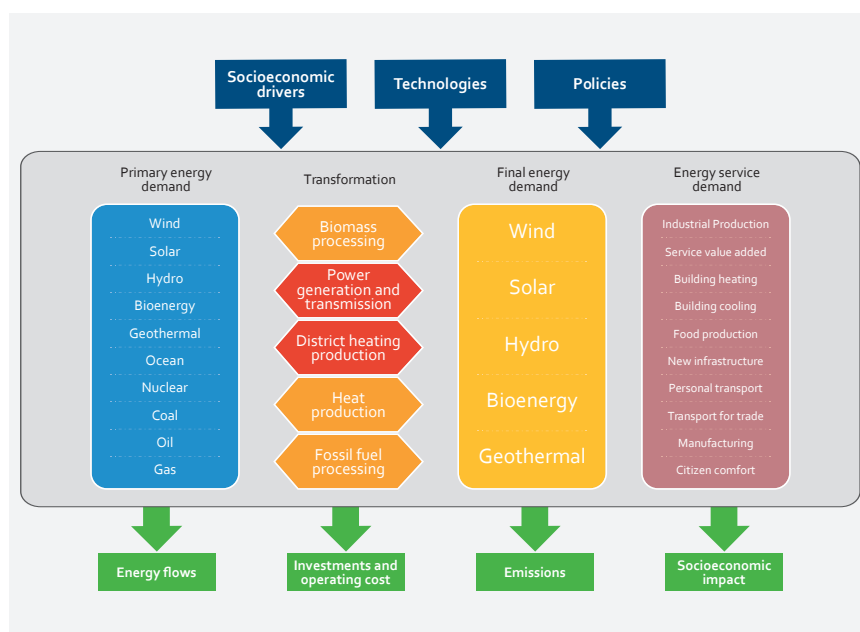 Socioeconomic
drivers
Technologies
Policies
Primary energy
demand
Transformation
Final energy
demand
Energy service
demand
Wind
Solar
Hydro
Bioenergy
Geothermal
Ocean
Nuclear
Coal
Oil
Gas
Biomass
processing
Power
generation and
transmission
District heating
production
Heat
production
Fossil fuel
processing
Wind
Solar
Hydro
Bioenergy
Geothermal
Industrial Production
Service value added
Building heating
Building cooling
Food production
New infrastructure
Personal transport
Transport for trade
Manufacturing
Citizen comfort
Energy flows
Investments and
operating cost
Emissions
Socioeconomic
impact